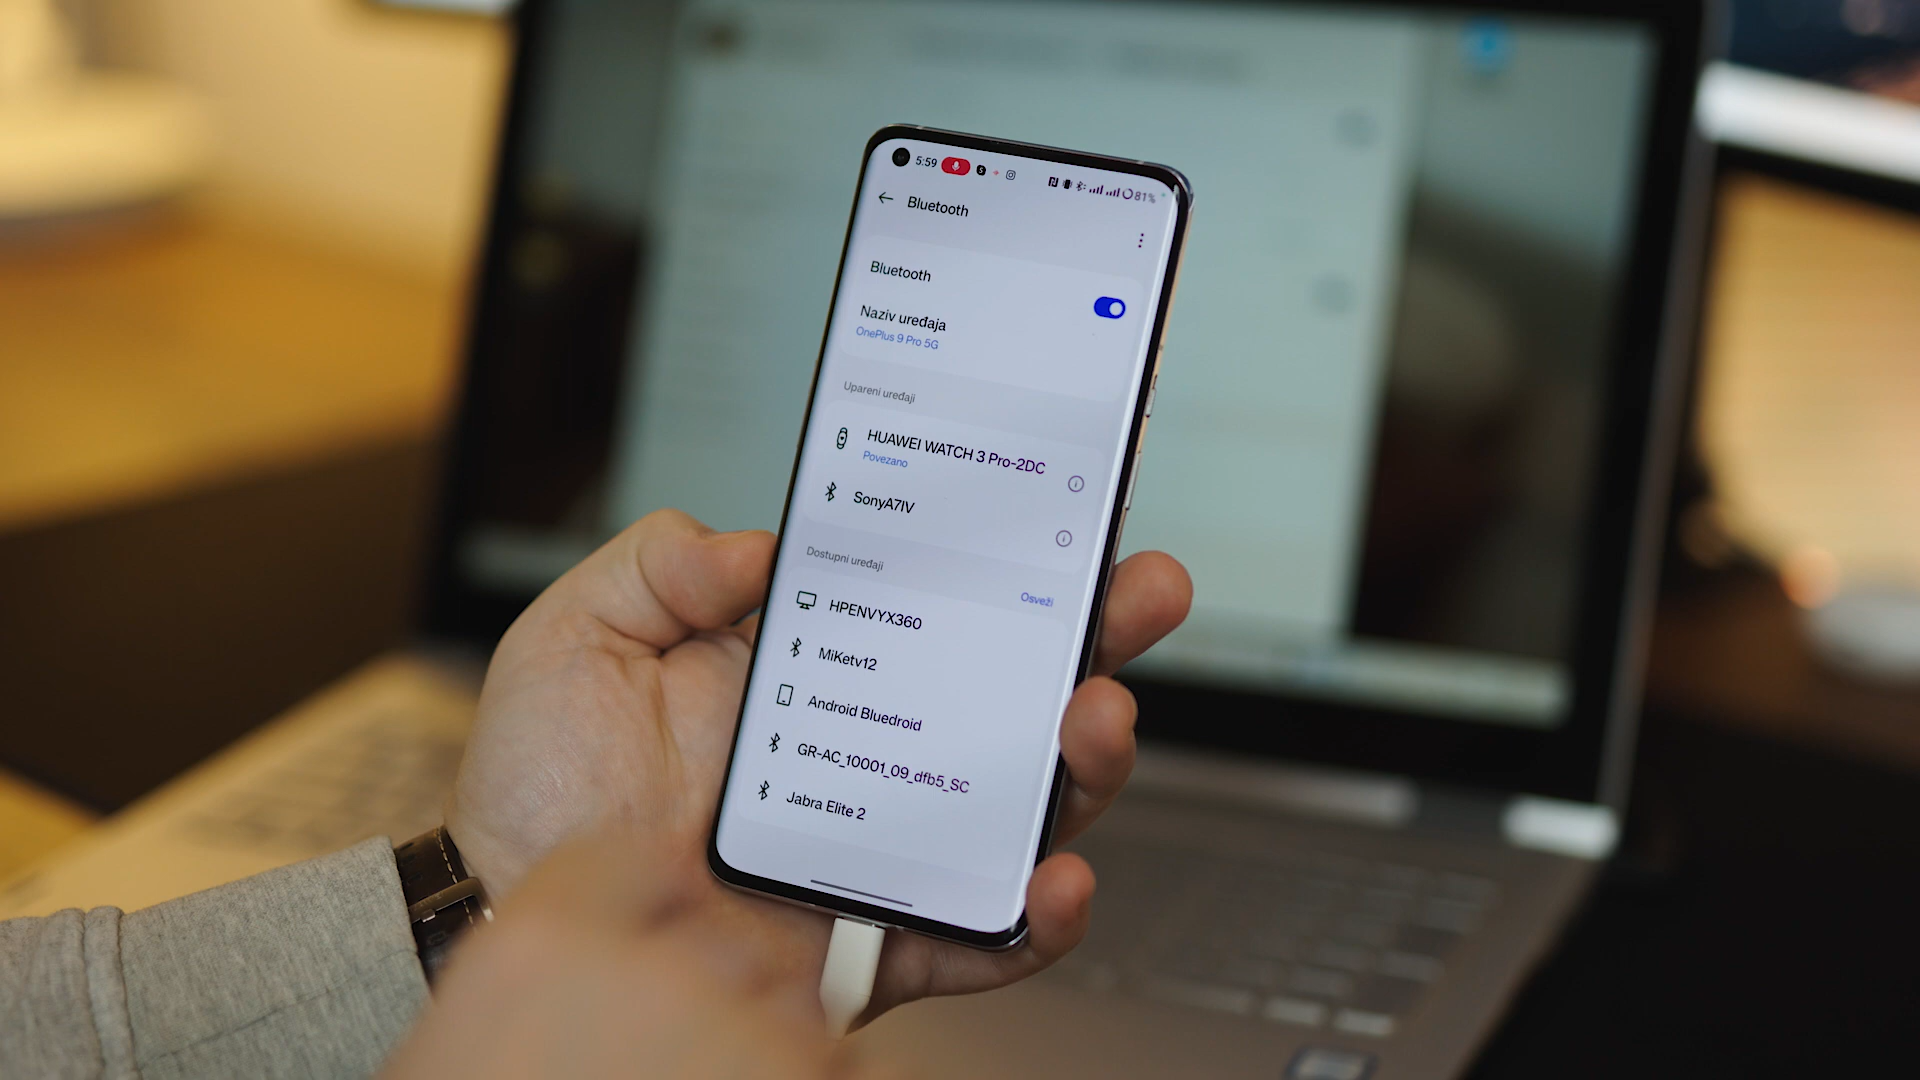 5:59
81%
Bluetooth
Bluetooth
Naziv uređaja
OnePlus 9 Pro 5G
Upareni uređaji
HUAWEI WATCH 3 Pro-2DC
Povezano
SonyA7IV
Dostupni uređaji
Osveži
HPENVYX360
MiKetv12
Android Bluedroid
GR-AC_10001_09_dfb5_SC
Jabra Elite 2